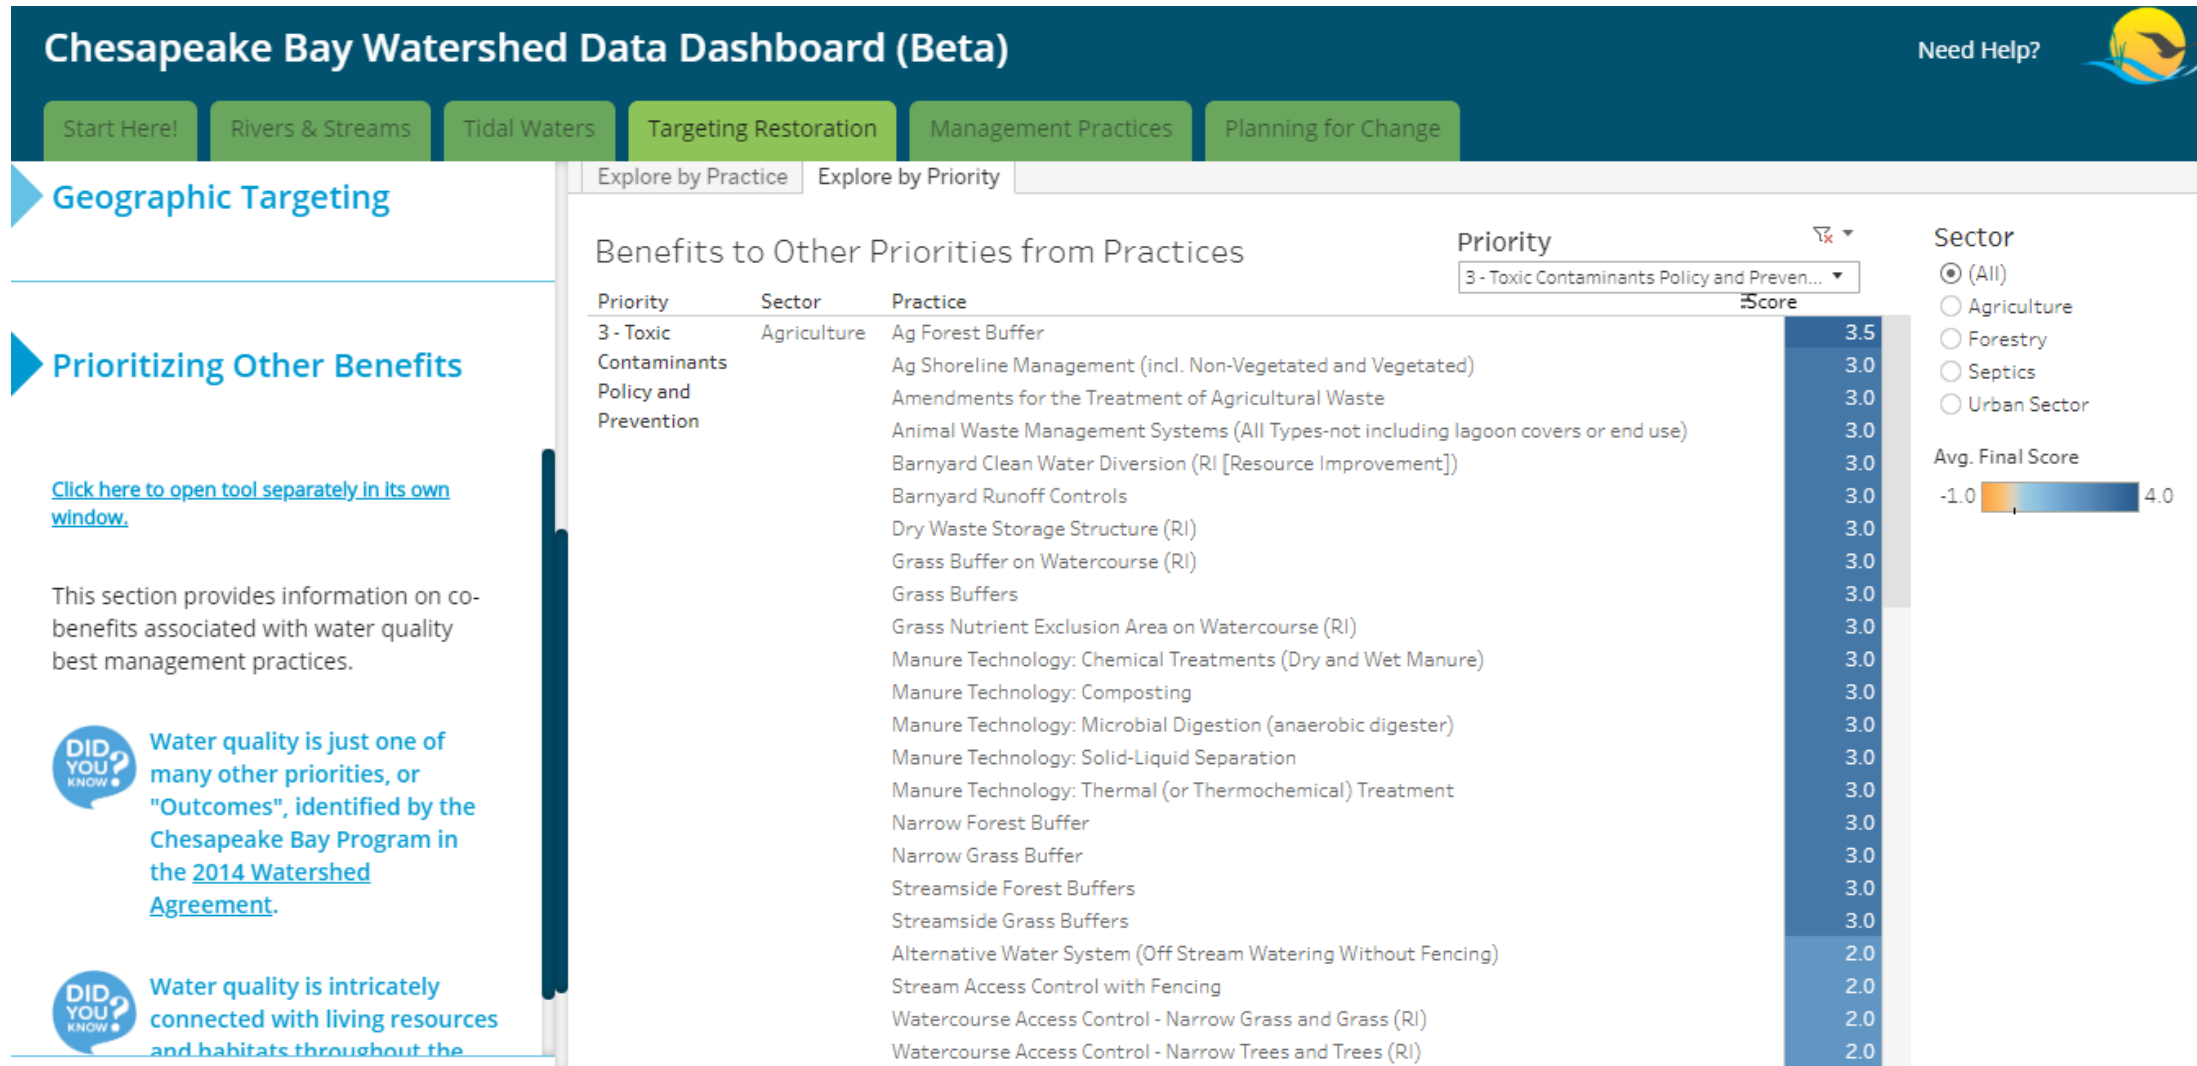 Chesapeake Bay Watershed Data Dashboard (Beta)
Need Help?
Start Here!
Rivers & Streams
Tidal Waters
Targeting Restoration
Management Practices
Planning for Change
Geographic Targeting
Prioritizing Other Benefits
Click here to open tool separately in its own
window.
This section provides information on co-
benefits associated with water quality
best management practices.
DID
YOU
KNOW
?
Water quality is just one of
many other priorities, or
"Outcomes", identified by the
Chesapeake Bay Program in
the 2014 Watershed
Agreement.
DID
YOU
KNOW
?
Water quality is intricately
connected with living resources
and habitats throughout the
Explore by Practice
Explore by Priority
Benefits to Other Priorities from Practices
Priority
3 - Toxic Contaminants Policy and Preven...
Priority Sector Practice Score
3 - Toxic
Contaminants
Policy and
Prevention
Agriculture
Ag Forest Buffer 3.5
Ag Shoreline Management (incl. Non-Vegetated and Vegetated) 3.0
Amendments for the Treatment of Agricultural Waste 3.0
Animal Waste Management Systems (All Types-not including lagoon covers or end use) 3.0
Barnyard Clean Water Diversion (RI [Resource Improvement]) 3.0
Barnyard Runoff Controls 3.0
Dry Waste Storage Structure (RI) 3.0
Grass Buffer on Watercourse (RI) 3.0
Grass Buffers 3.0
Grass Nutrient Exclusion Area on Watercourse (RI) 3.0
Manure Technology: Chemical Treatments (Dry and Wet Manure) 3.0
Manure Technology: Composting 3.0
Manure Technology: Microbial Digestion (anaerobic digester) 3.0
Manure Technology: Solid-Liquid Separation 3.0
Manure Technology: Thermal (or Thermochemical) Treatment 3.0
Narrow Forest Buffer 3.0
Narrow Grass Buffer 3.0
Streamside Forest Buffers 3.0
Streamside Grass Buffers 3.0
Alternative Water System (Off Stream Watering Without Fencing) 2.0
Stream Access Control with Fencing 2.0
Watercourse Access Control - Narrow Grass and Grass (RI) 2.0
Watercourse Access Control - Narrow Trees and Trees (RI) 2.0
Sector
(All)
Agriculture
Forestry
Septics
Urban Sector
Avg. Final Score
-1.0 4.0